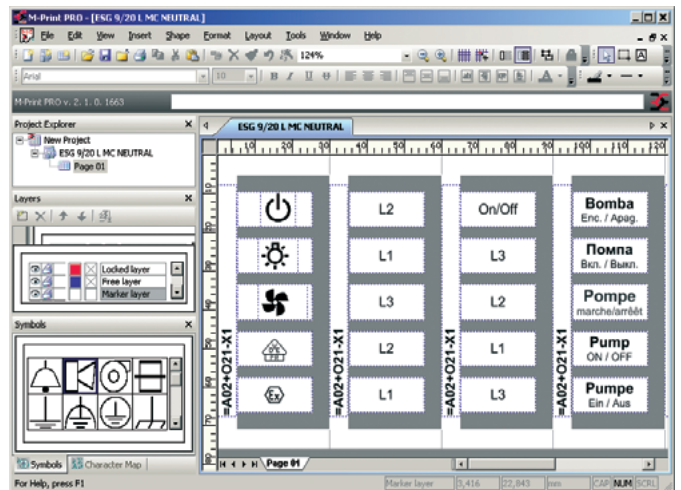 M-Print PRO - [ESG 9/20 L MC NEUTRAL]
File Edit View Insert Shape Format Layout Tools Window Help
124%
Arial 10 B I U
M-Print PRO v. 2. 1. 0. 1663
Project Explorer
New Project
ESG 9/20 L MC NEUTRAL
Page 01
Layers
Locked layer
Free layer
Marker layer
Symbols
Symbols Character Map
ESG 9/20 L MC NEUTRAL
10 20 30 40 50 60 70 80 90 100 110 120
L2 On/Off Bomba
Enc. / Apag.
L1 L3 Помпа
Вкл. / Выкл.
L3 L2 Pompe
marche/arrêêt
L2 L1 Pump
ON / OFF
Ex L1 L3 Pumpe
Ein / Aus
=A02+O21-X1 =A02+O21-X1 =A02+O21-X1 =A02+O21-X1
Page 01
For Help, press F1
Marker layer 3,416 22,843 mm CAP NUM SCRL